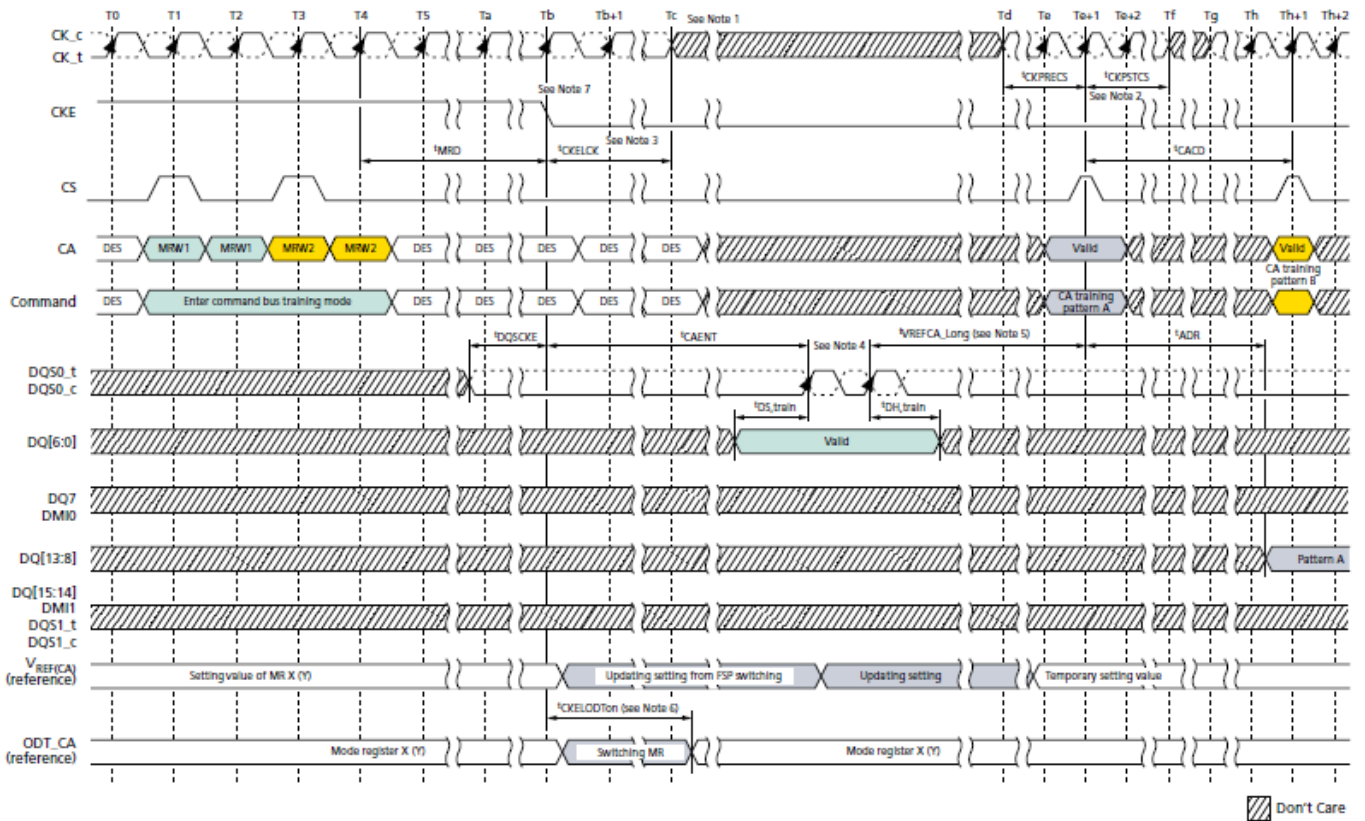 T0 T1 T2 T3 T4 T5 Ta Tb Tb+1 Tc See Note 1 Td Te Te+1 Te+2 Tf Tg Th Th+1 Th+2
CK_c
CK_t
tCKPRECS tCKPSTCS
See Note 7 See Note 2
CKE
See Note 3
tMRD tCKELCK tCACD
CS
CA DES MRW1 MRW1 MRW2 MRW2 DES DES DES DES DES Valid Valid
CA training
pattern B
Command DES Enter command bus training mode DES DES DES DES DES CA training
pattern A
tDQSCKE tCAENT See Note 4 tVREFCA_Long (see Note 5) tADR
DQS0_t
DQS0_c
tDS,train tDH,train
DQ[6:0] Valid
DQ7
DMI0
DQ[13:8] Pattern A
DQ[15:14]
DMI1
DQS1_t
DQS1_c
VREF(CA)
(reference) Setting value of MR X (Y) Updating setting from FSP switching Updating setting Temporary setting value
tCKELODTon (see Note 6)
ODT_CA
(reference) Mode register X (Y) Switching MR Mode register X (Y)
Don't Care